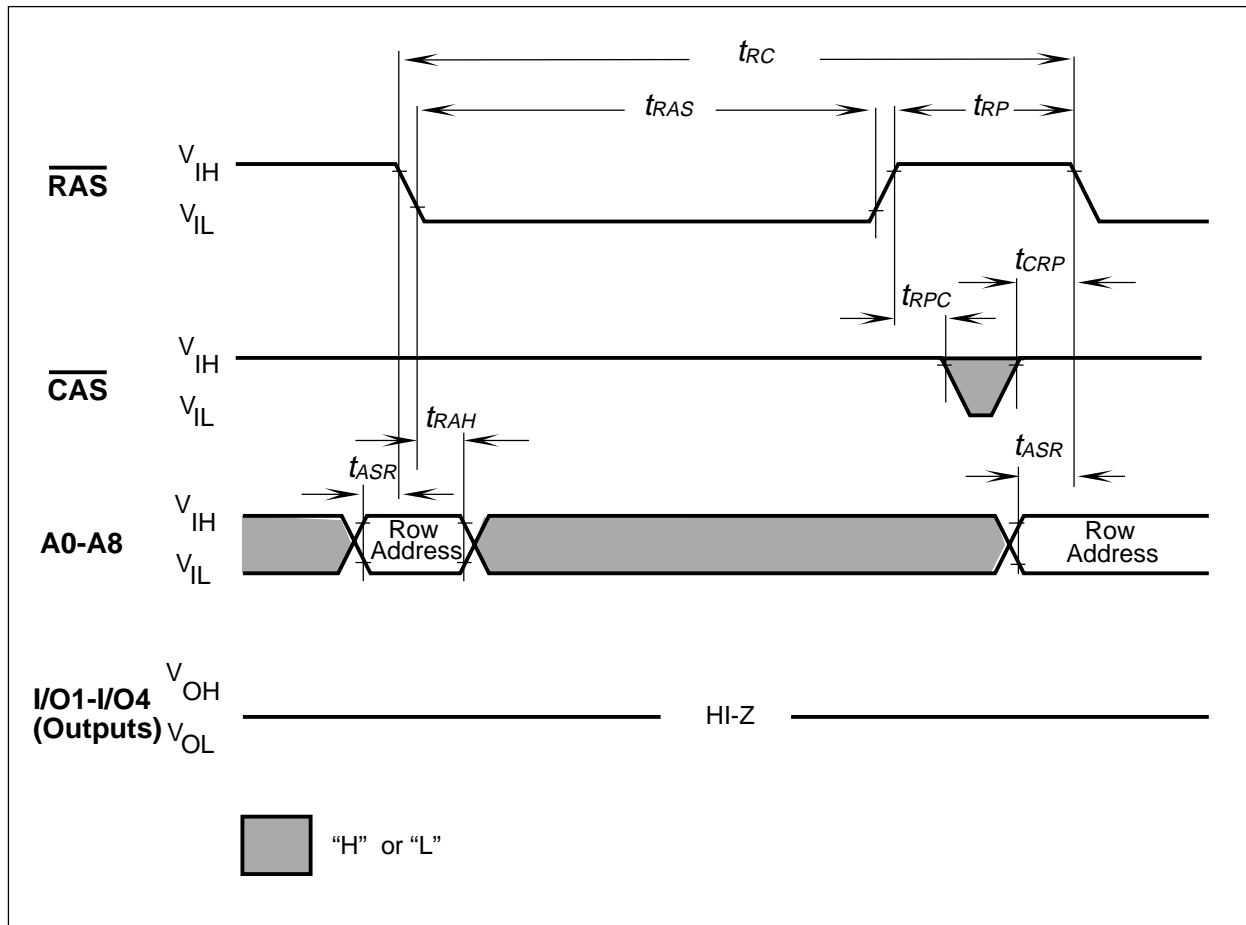 tRC
tRAS
tRP
RAS
VIH
VIL
tCRP
tRPC
CAS
VIH
VIL
tRAH
tASR
tASR
A0-A8
VIH
VIL
Row
Address
Row
Address
I/O1-I/O4
(Outputs)
VOH
VOL
HI-Z
“H” or “L”